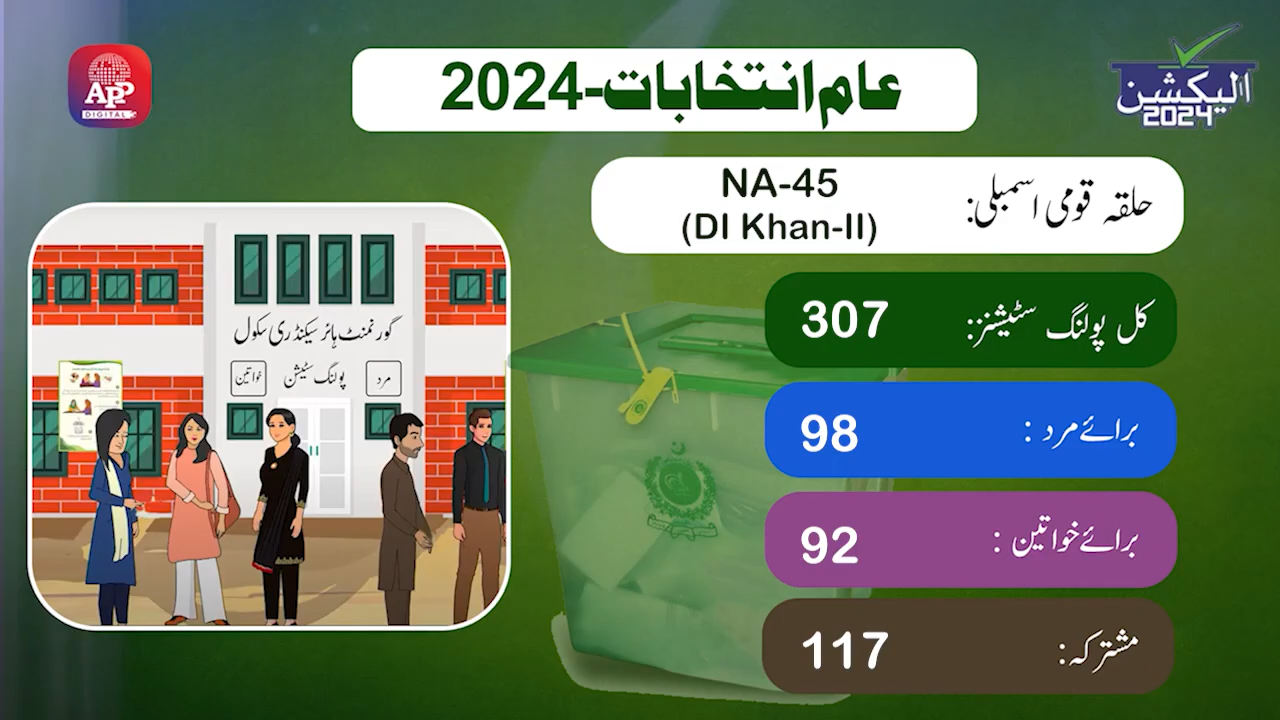 APP
DIGITAL
عام انتخابات-2024
الیکشن
2024
حلقہ قومی اسمبلی:
NA-45
(DI Khan-II)
کل پولنگ سٹیشنز: 307
برائے مرد : 98
برائے خواتین : 92
مشترکہ: 117
گورنمنٹ ہائر سیکنڈری سکول
مرد
پولنگ سٹیشن
خواتین